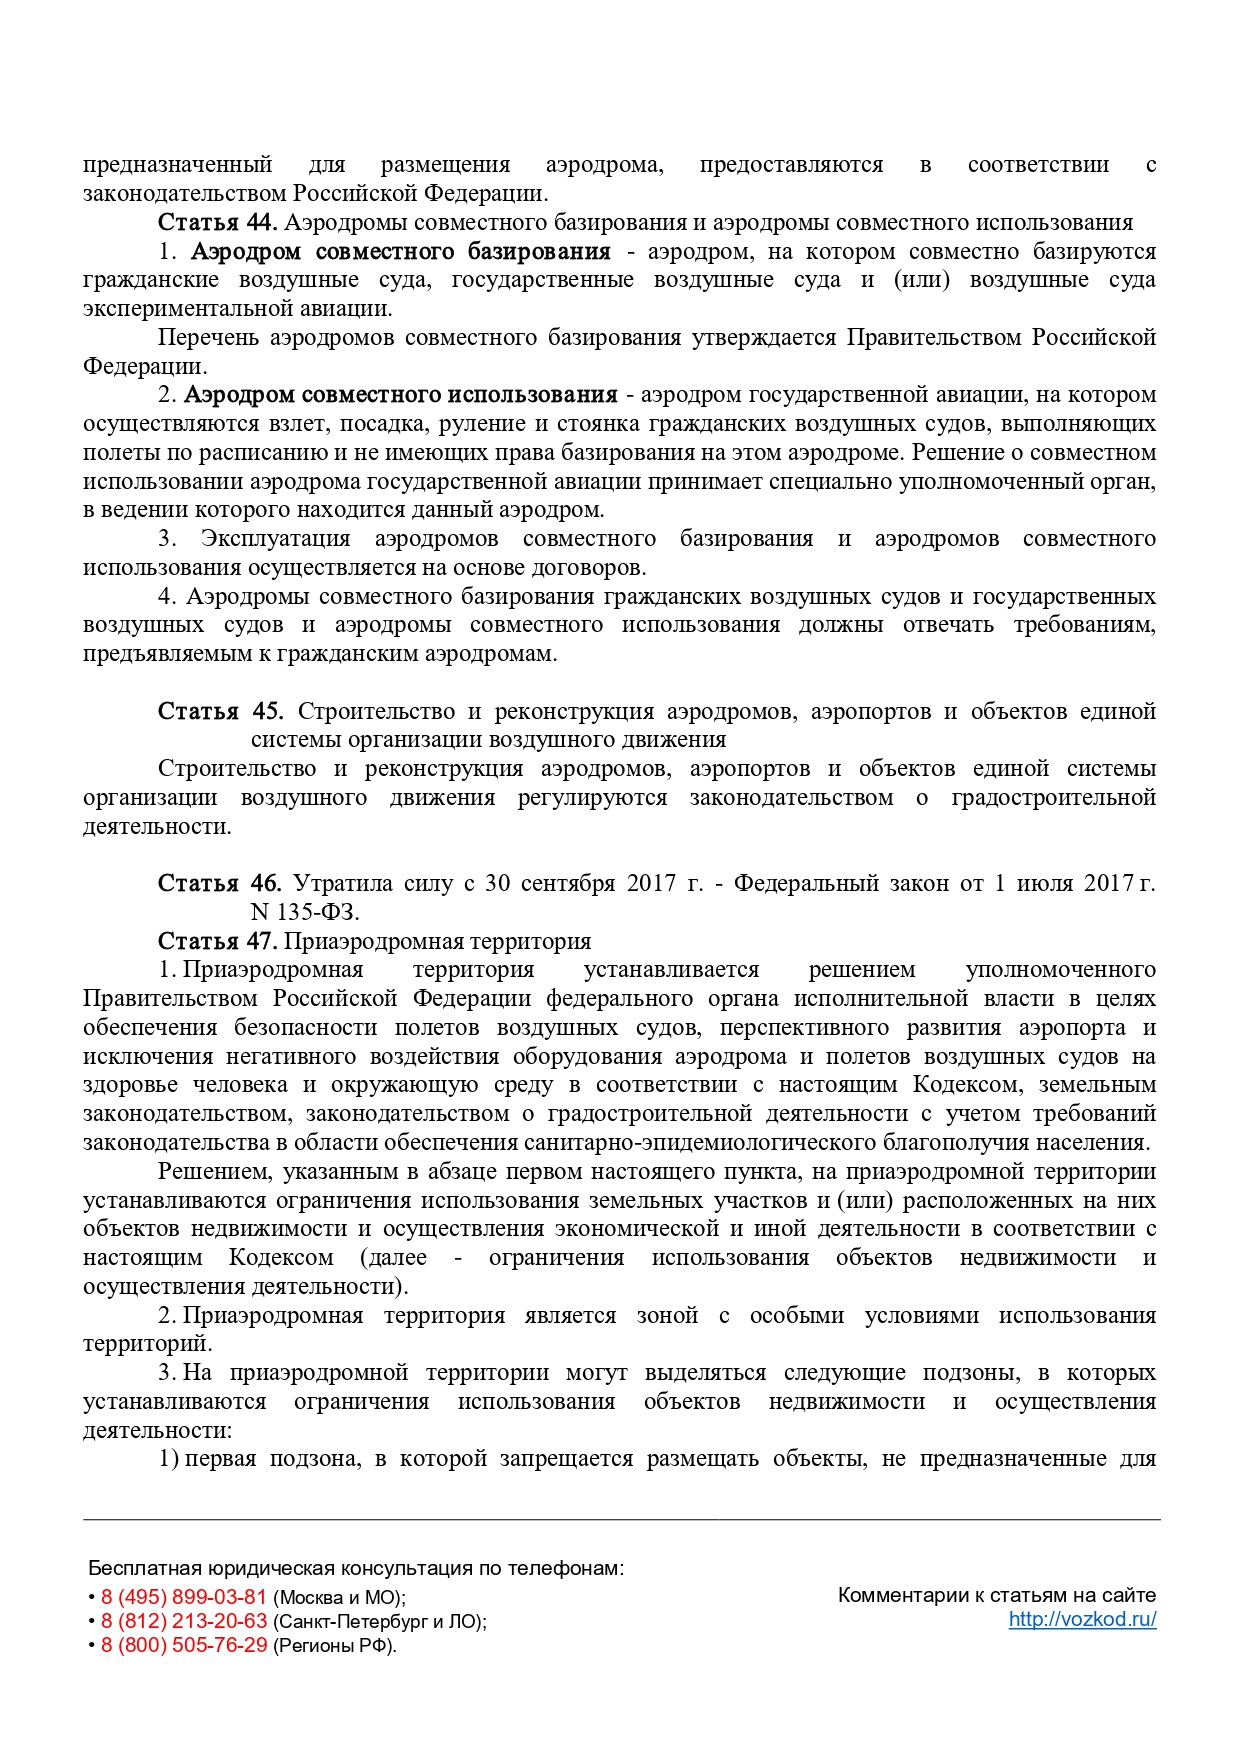 предназначенный для размещения аэродрома, предоставляются в соответствии с
законодательством Российской Федерации.
Статья 44. Аэродромы совместного базирования и аэродромы совместного использования
1. Аэродром совместного базирования - аэродром, на котором совместно базируются
гражданские воздушные суда, государственные воздушные суда и (или) воздушные суда
экспериментальной авиации.
Перечень аэродромов совместного базирования утверждается Правительством Российской
Федерации.
2. Аэродром совместного использования - аэродром государственной авиации, на котором
осуществляются взлет, посадка, руление и стоянка гражданских воздушных судов, выполняющих
полеты по расписанию и не имеющих права базирования на этом аэродроме. Решение о совместном
использовании аэродрома государственной авиации принимает специально уполномоченный орган,
в ведении которого находится данный аэродром.
3. Эксплуатация аэродромов совместного базирования и аэродромов совместного
использования осуществляется на основе договоров.
4. Аэродромы совместного базирования гражданских воздушных судов и государственных
воздушных судов и аэродромы совместного использования должны отвечать требованиям,
предъявляемым к гражданским аэродромам.
Статья 45. Строительство и реконструкция аэродромов, аэропортов и объектов единой
системы организации воздушного движения
Строительство и реконструкция аэродромов, аэропортов и объектов единой системы
организации воздушного движения регулируются законодательством о градостроительной
деятельности.
Статья 46. Утратила силу с 30 сентября 2017 г. - Федеральный закон от 1 июля 2017 г.
N 135-ФЗ.
Статья 47. Приаэродромная территория
1. Приаэродромная территория устанавливается решением уполномоченного
Правительством Российской Федерации федерального органа исполнительной власти в целях
обеспечения безопасности полетов воздушных судов, перспективного развития аэропорта и
исключения негативного воздействия оборудования аэродрома и полетов воздушных судов на
здоровье человека и окружающую среду в соответствии с настоящим Кодексом, земельным
законодательством, законодательством о градостроительной деятельности с учетом требований
законодательства в области обеспечения санитарно-эпидемиологического благополучия населения.
Решением, указанным в абзаце первом настоящего пункта, на приаэродромной территории
устанавливаются ограничения использования земельных участков и (или) расположенных на них
объектов недвижимости и осуществления экономической и иной деятельности в соответствии с
настоящим Кодексом (далее - ограничения использования объектов недвижимости и
осуществления деятельности).
2. Приаэродромная территория является зоной с особыми условиями использования
территорий.
3. На приаэродромной территории могут выделяться следующие подзоны, в которых
устанавливаются ограничения использования объектов недвижимости и осуществления
деятельности:
1) первая подзона, в которой запрещается размещать объекты, не предназначенные для
Бесплатная юридическая консультация по телефонам:
• 8 (495) 899-03-81 (Москва и МО);
• 8 (812) 213-20-63 (Санкт-Петербург и ЛО);
• 8 (800) 505-76-29 (Регионы РФ).
Комментарии к статьям на сайте
http://vozkod.ru/